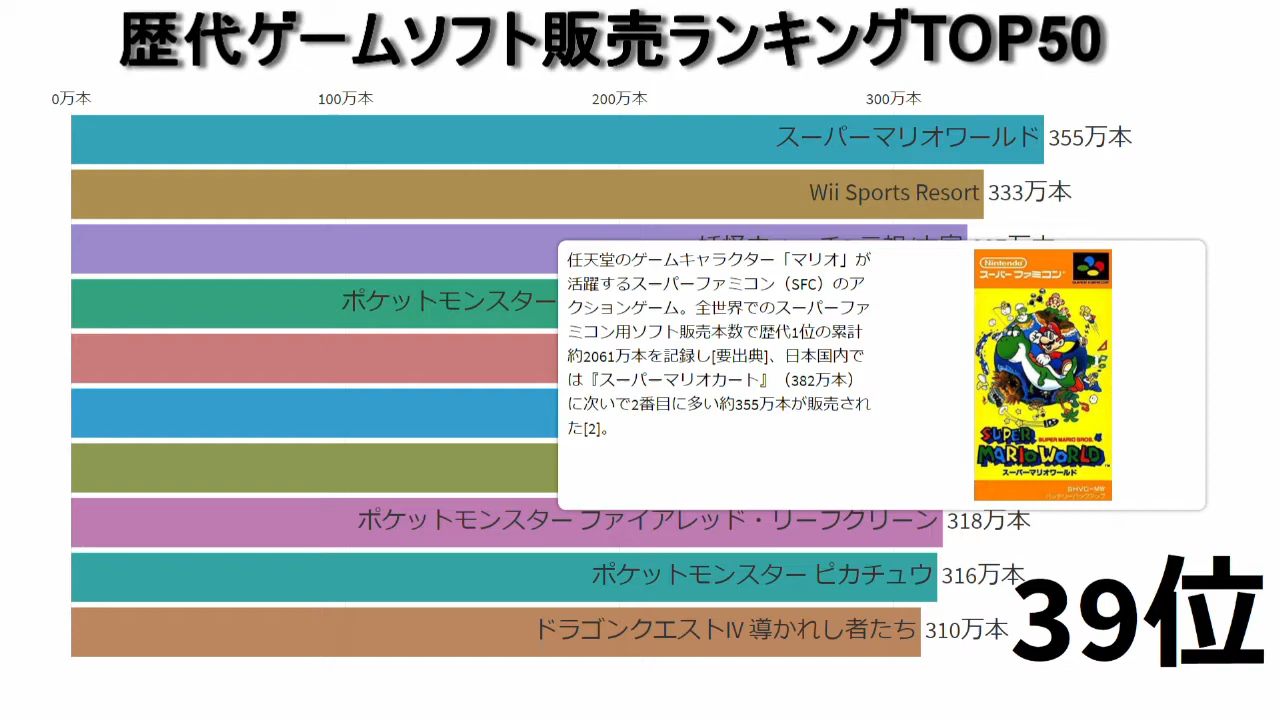 歴代ゲームソフト販売ランキングTOP50
0万本 100万本 200万本 300万本
スーパーマリオワールド 355万本
Wii Sports Resort 333万本
任天堂のゲームキャラクター「マリオ」が
活躍するスーパーファミコン（SFC）のア
クションゲーム。全世界でのスーパーファ
ミコン用ソフト販売本数で歴代1位の累計
約2061万本を記録し[要出典]、日本国内で
は『スーパーマリオカート』（382万本）
に次いで2番目に多い約355万本が販売され
た[2]。
Nintendo
スーパーファミコン
SUPER MARIO BROS. 4
SUPER MARIO WORLD
スーパーマリオワールド
SHVC-MW
ポケットモンスター
ポケットモンスター ファイアレッド・リーフグリーン 318万本
ポケットモンスター ピカチュウ 316万本
ドラゴンクエストⅣ 導かれし者たち 310万本
39位